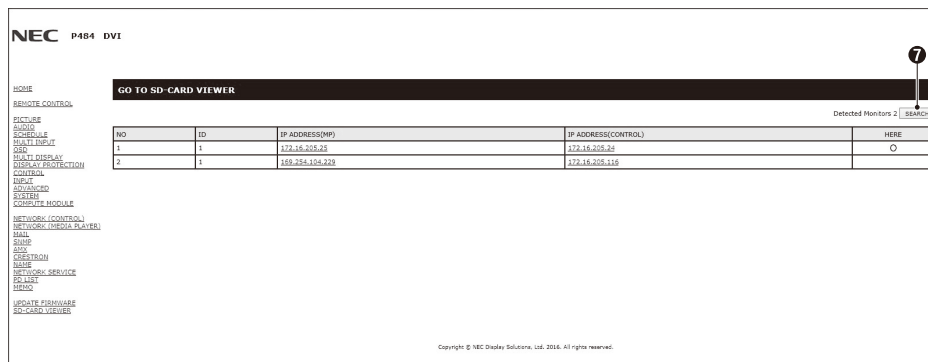 NEC P484 DVI
7
HOME
REMOTE CONTROL
PICTURE
AUDIO
SCHEDULE
MULTI INPUT
OSD
MULTI DISPLAY
DISPLAY PROTECTION
CONTROL
INPUT
ADVANCED
SYSTEM
COMPUTE MODULE
NETWORK (CONTROL)
NETWORK (MEDIA PLAYER)
MAIL
SNMP
AMX
CRESTRON
NAME
NETWORK SERVICE
PD LIST
MEMO
UPDATE FIRMWARE
SD-CARD VIEWER
GO TO SD-CARD VIEWER
Detected Monitors 2 SEARCH
NO ID IP ADDRESS(MP) IP ADDRESS(CONTROL) HERE
1 1 172.16.205.25 172.16.205.24 O
2 1 169.254.104.229 172.16.205.116
Copyright © NEC Display Solutions, Ltd. 2016. All rights reserved.